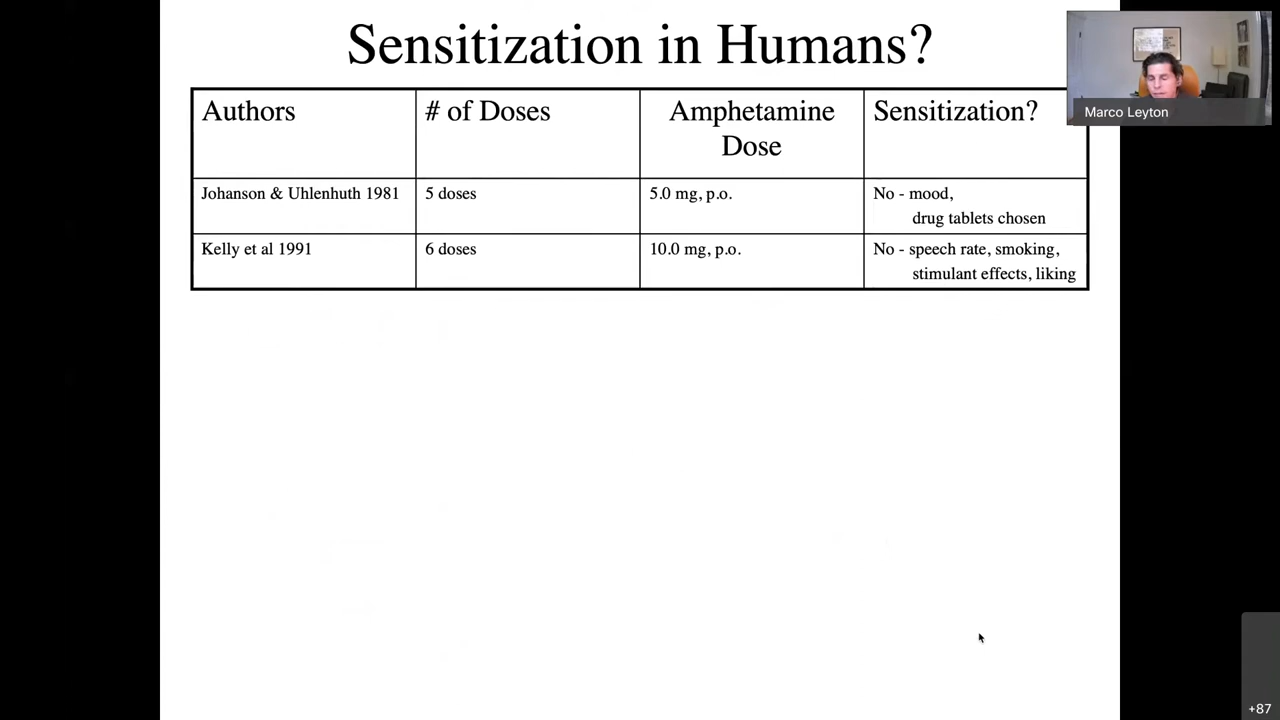 Sensitization in Humans?
Authors
# of Doses
Amphetamine
Dose
Sensitization?
Johanson & Uhlenhuth 1981
5 doses
5.0 mg, p.o.
No - mood,
drug tablets chosen
Kelly et al 1991
6 doses
10.0 mg, p.o.
No - speech rate, smoking,
stimulant effects, liking
Marco Leyton
+87